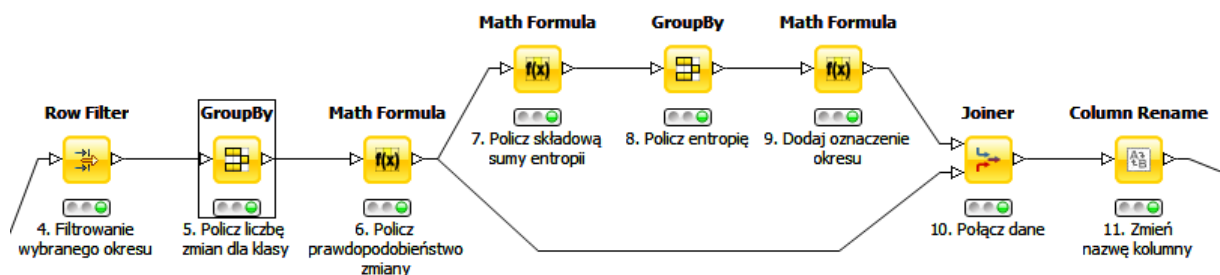 Math Formula
GroupBy
Math Formula
f(x)
f(x)
7. Policz składową
sumy entropii
8. Policz entropię
9. Dodaj oznaczenie
okresu
Row Filter
GroupBy
Math Formula
Joiner
Column Rename
f(x)
A
B
4. Filtrowanie
wybranego okresu
5. Policz liczbę
zmian dla klasy
6. Policz
prawdopodobieństwo
zmiany
10. Połącz dane
11. Zmień
nazwę kolumny